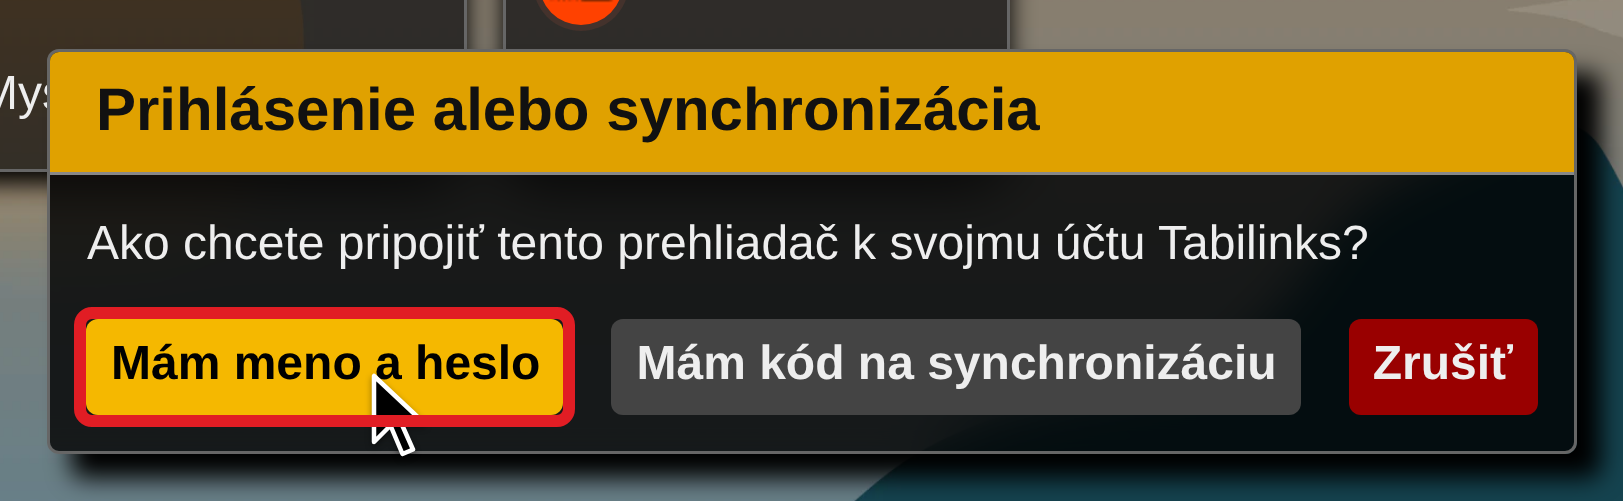 Prihlásenie alebo synchronizácia
Ako chcete pripojiť tento prehliadač k svojmu účtu Tabilinks?
Mám meno a heslo
Mám kód na synchronizáciu
Zrušiť